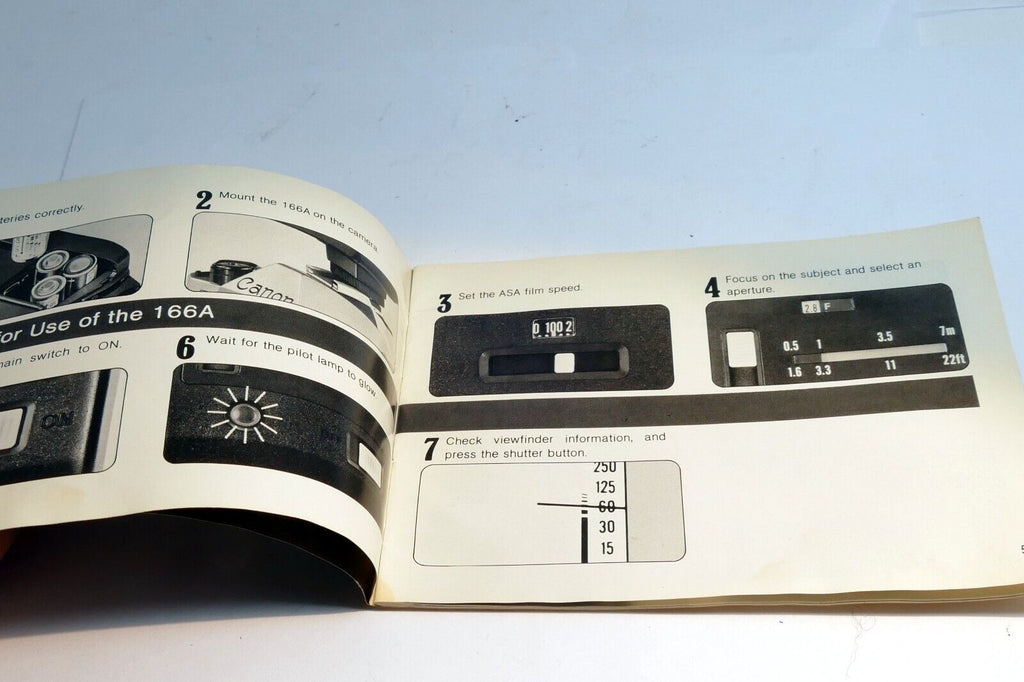 teries correctly.
2 Mount the 166A on the camera.
Canon
for Use of the 166A
main switch to ON.
ON
6 Wait for the pilot lamp to glow
3 Set the ASA film speed.
0 100 2
4 Focus on the subject and select an
aperture.
2.8 F
0.5 1 3.5 7m
1.6 3.3 11 22ft
7 Check viewfinder information, and
press the shutter button.
250
125
60
30
15
5